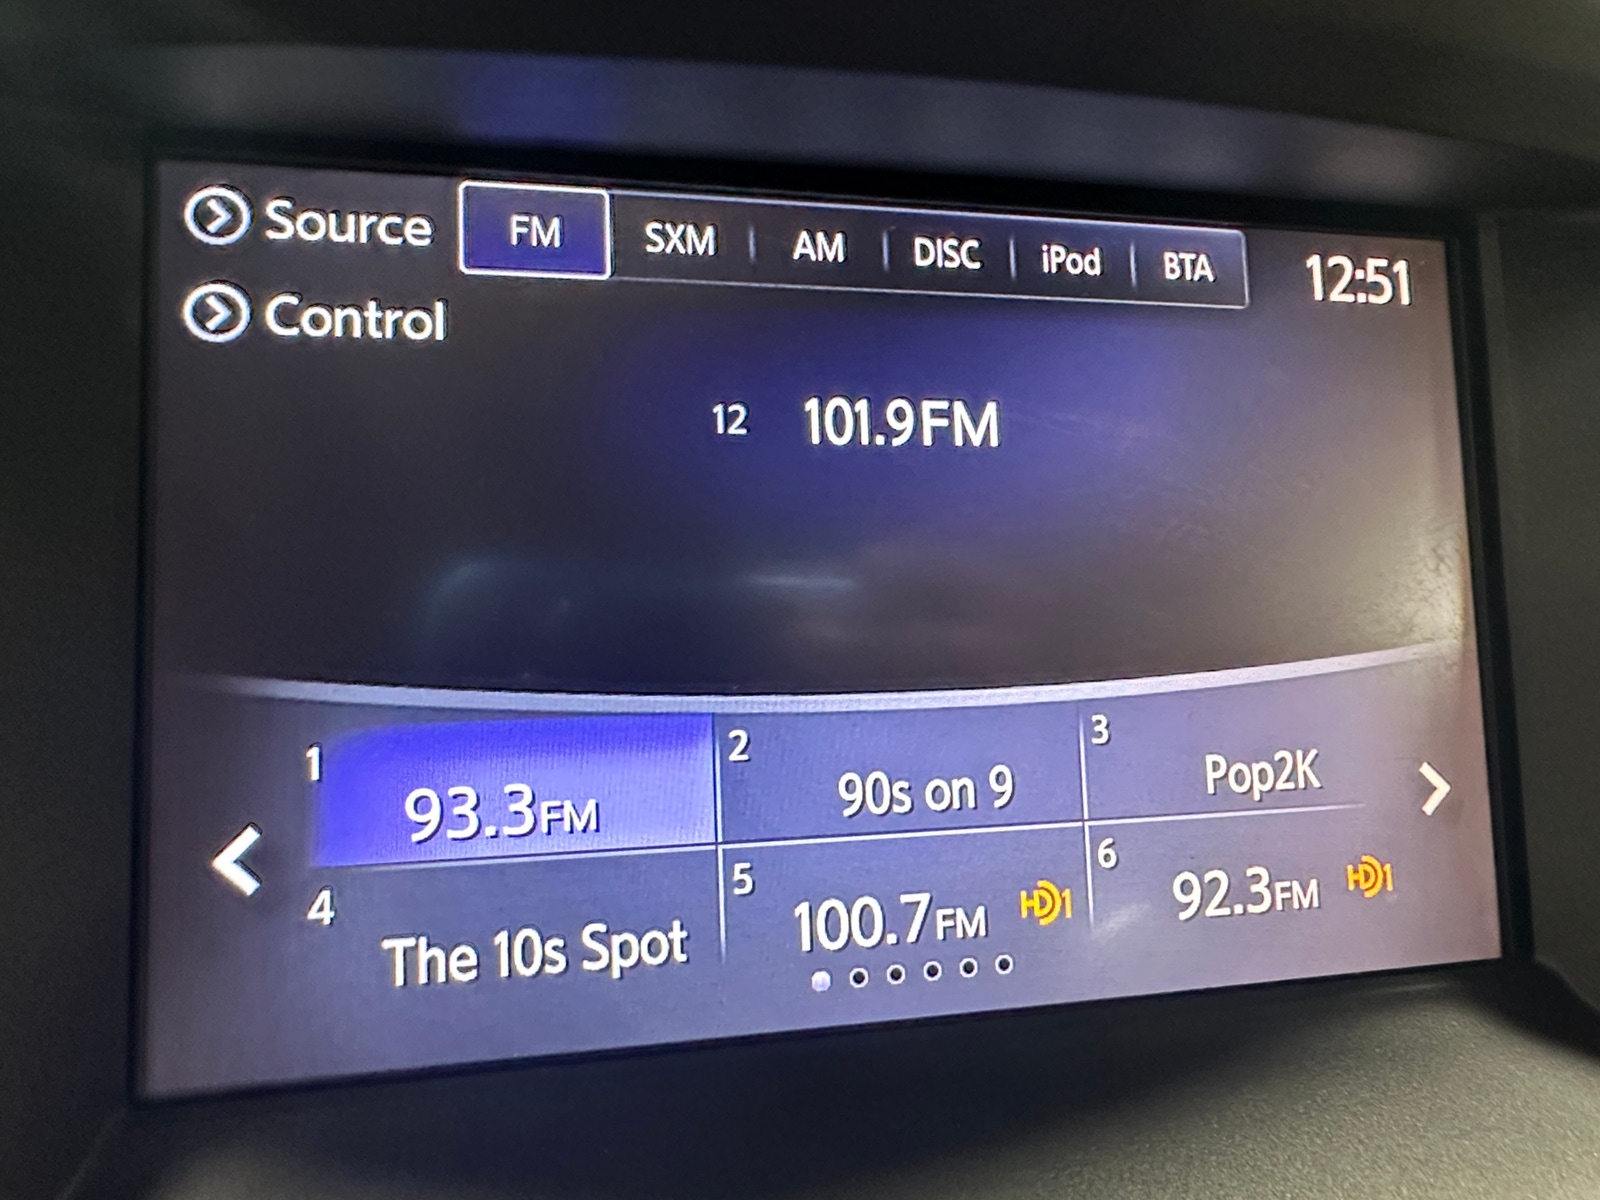 Source FM SXM AM DISC iPod BTA 12:51
Control
12 101.9FM
1 93.3FM
2 90s on 9
3 Pop2K
4 The 10s Spot
5 100.7FM HD1
6 92.3FM HD1